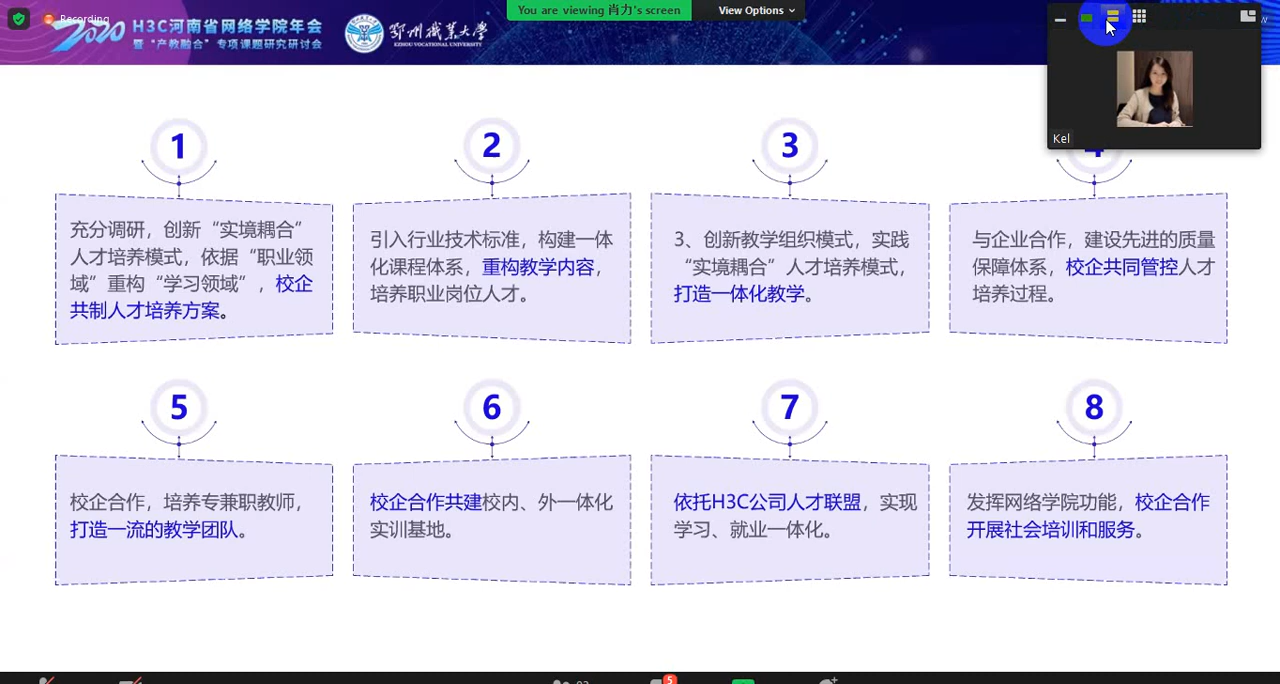 Recording
You are viewing 肖力's screen
View Options
2020 H3C河南省网络学院年会
暨“产教融合”专项课题研究研讨会
鄂州職業大學
EZHOU VOCATIONAL UNIVERSITY
Kel
1
充分调研，创新“实境耦合”
人才培养模式，依据“职业领
域”重构“学习领域”，校企
共制人才培养方案。
2
引入行业技术标准，构建一体
化课程体系，重构教学内容，
培养职业岗位人才。
3
3、创新教学组织模式，实践
“实境耦合”人才培养模式，
打造一体化教学。
4
与企业合作，建设先进的质量
保障体系，校企共同管控人才
培养过程。
5
校企合作，培养专兼职教师，
打造一流的教学团队。
6
校企合作共建校内、外一体化
实训基地。
7
依托H3C公司人才联盟，实现
学习、就业一体化。
8
发挥网络学院功能，校企合作
开展社会培训和服务。
5